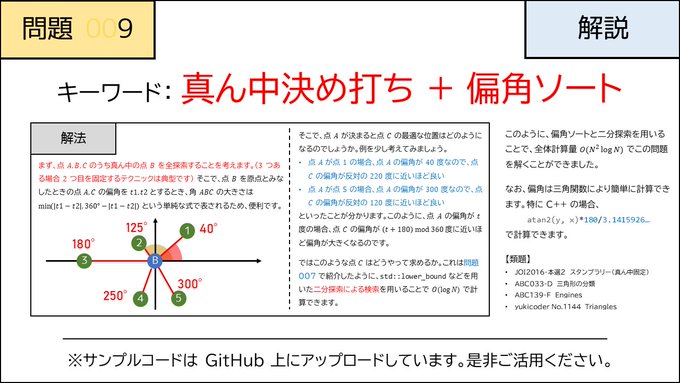 問題 009
解説
キーワード: 真ん中決め打ち + 偏角ソート
解法
まず、点 A,B,C のうち真ん中の点 B を全探索することを考えます。(3 つあ
る場合 2 つ目を固定するテクニックは典型です) そこで、点 B を原点とみな
したときの点 A,C の偏角を t1,t2 とするとき、角 ABC の大きさは
min(|t1 − t2|, 360° − |t1 − t2|) という単純な式で表されるため、便利です。
125°
40°
180°
2
1
3
B
250°
4
5
300°
そこで、点 A が決まると点 C の最適な位置はどのように
なるのでしょうか。例を少し考えてみましょう。
• 点 A が点 1 の場合、点 A の偏角が 40 度なので、点
C の偏角が反対の 220 度に近いほど良い
• 点 A が点 5 の場合、点 A の偏角が 300 度なので、点
C の偏角が反対の 120 度に近いほど良い
といったことが分かります。このように、点 A の偏角が t
度の場合、点 C の偏角が (t + 180) mod 360 度に近いほ
ど偏角が大きくなるのです。
ではこのような点 C はどうやって求めるか。これは問題
007 で紹介したように、std::lower_bound などを用
いた二分探索による検索を用いることで O(log N) で計
算できます。
このように、偏角ソートと二分探索を用いる
ことで、全体計算量 O(N² log N) でこの問題
を解くことができました。
なお、偏角は三角関数により簡単に計算でき
ます。特に C++ の場合、
atan2(y, x)*180/3.1415926…
で計算できます。
【類題】
• JOI2016-本選2 スタンプラリー(真ん中固定)
• ABC033-D 三角形の分類
• ABC139-F Engines
• yukicoder No.1144 Triangles
※サンプルコードは GitHub 上にアップロードしています。是非ご活用ください。